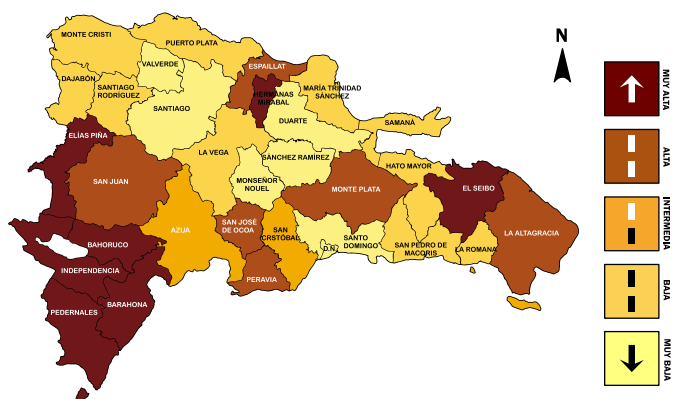 MONTE CRISTI
PUERTO PLATA
N
VALVERDE
ESPAILLAT
DAJABÓN
SANTIAGO
RODRÍGUEZ
HERMANAS
MIRABAL
MARÍA TRINIDAD
SÁNCHEZ
SANTIAGO
DUARTE
SAMANÁ
ELÍAS PIÑA
LA VEGA
SÁNCHEZ RAMÍREZ
HATO MAYOR
SAN JUAN
MONSEÑOR
NOUEL
MONTE PLATA
EL SEIBO
AZUA
SAN JOSÉ
DE OCOA
SAN
CRSTÓBAL
SANTO
DOMINGO
D.N.
SAN PEDRO DE
MACORIS
LA ROMANA
LA ALTAGRACIA
BAHORUCO
INDEPENDENCIA
PERAVIA
BARAHONA
PEDERNALES
MUY ALTA
ALTA
INTERMEDIA
BAJA
MUY BAJA